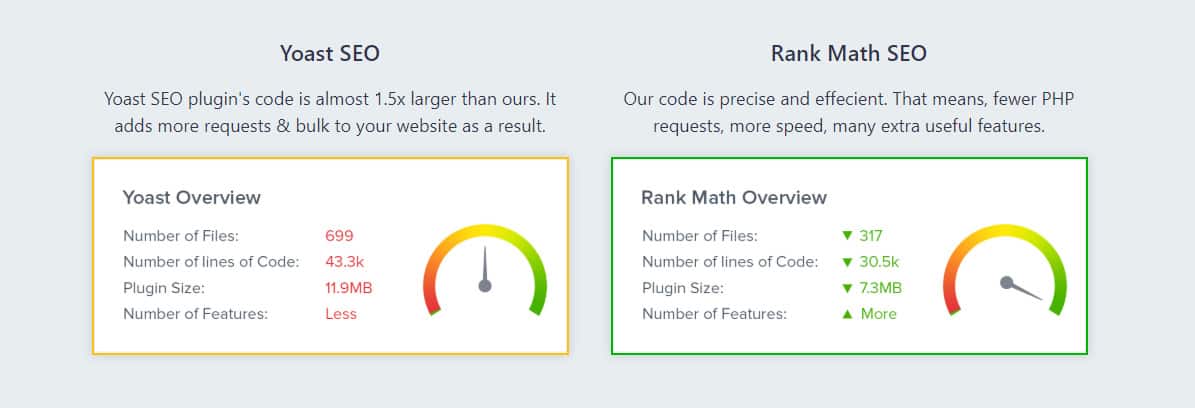 Yoast SEO
Yoast SEO plugin's code is almost 1.5x larger than ours. It
adds more requests & bulk to your website as a result.
Yoast Overview
Number of Files: 699
Number of lines of Code: 43.3k
Plugin Size: 11.9MB
Number of Features: Less
Rank Math SEO
Our code is precise and effecient. That means, fewer PHP
requests, more speed, many extra useful features.
Rank Math Overview
Number of Files: ▼ 317
Number of lines of Code: ▼ 30.5k
Plugin Size: ▼ 7.3MB
Number of Features: ▲ More